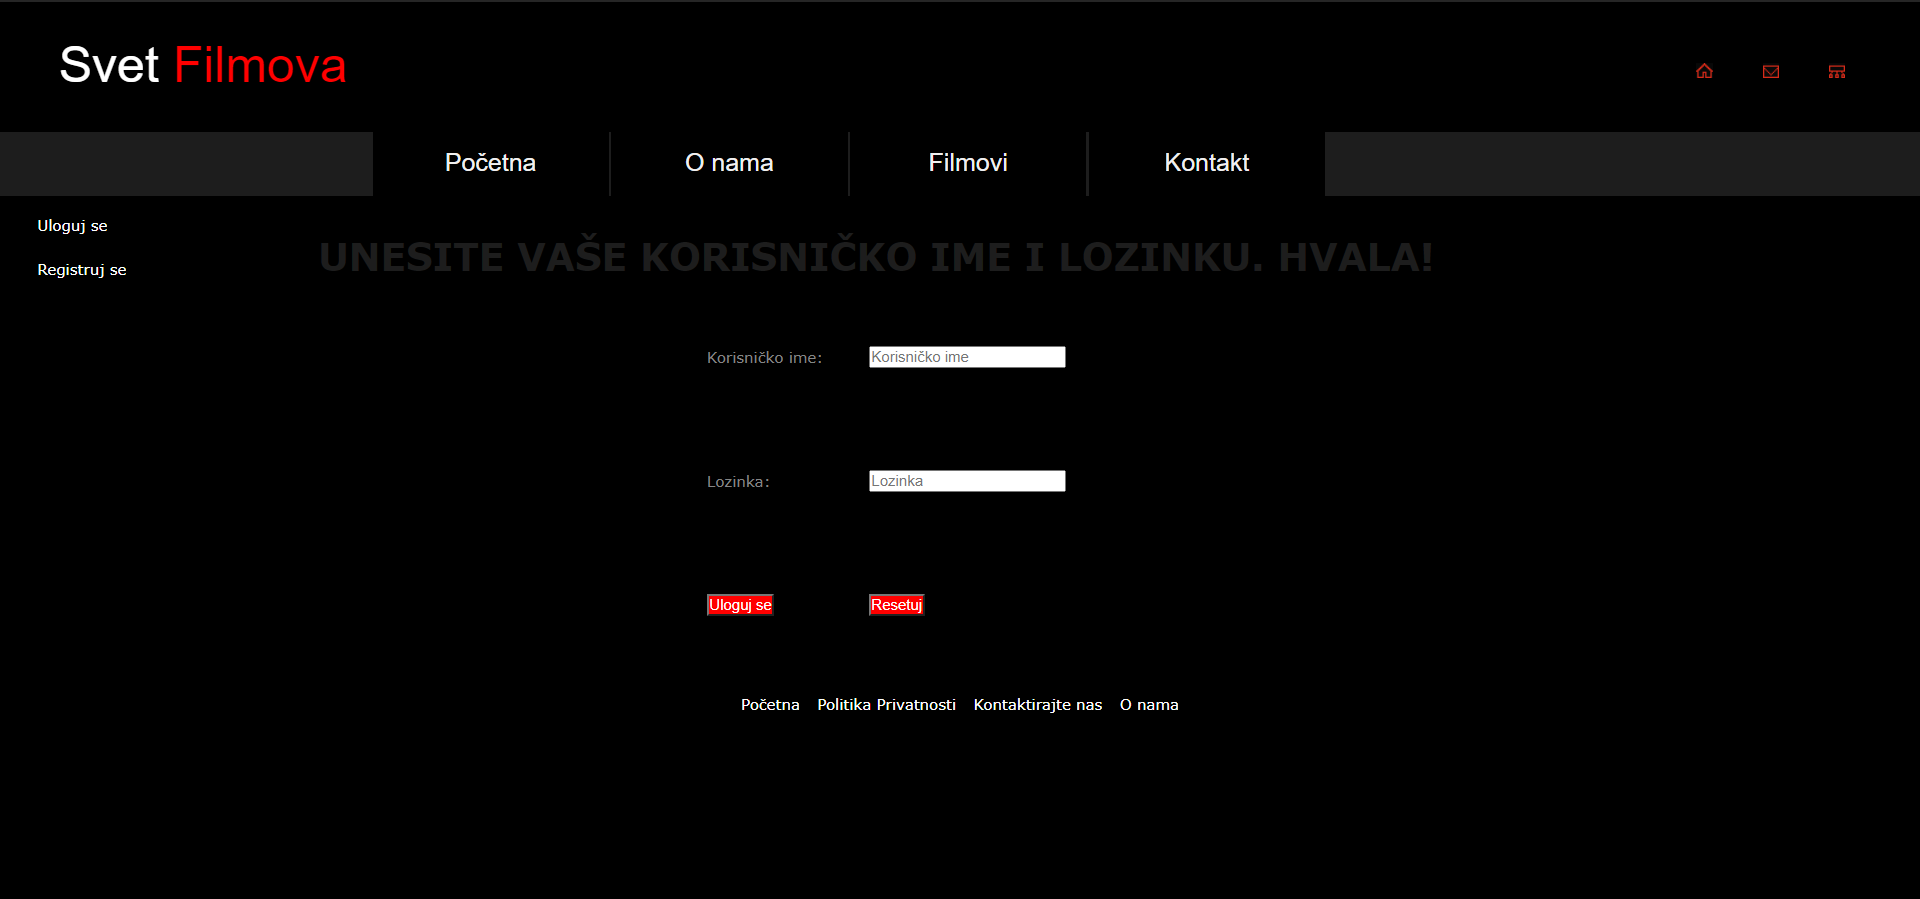 Svet Filmova
Početna
O nama
Filmovi
Kontakt
Uloguj se
Registruj se
UNESITE VAŠE KORISNIČKO IME I LOZINKU. HVALA!
Korisničko ime: Korisničko ime
Lozinka: Lozinka
Uloguj se Resetuj
Početna Politika Privatnosti Kontaktirajte nas O nama